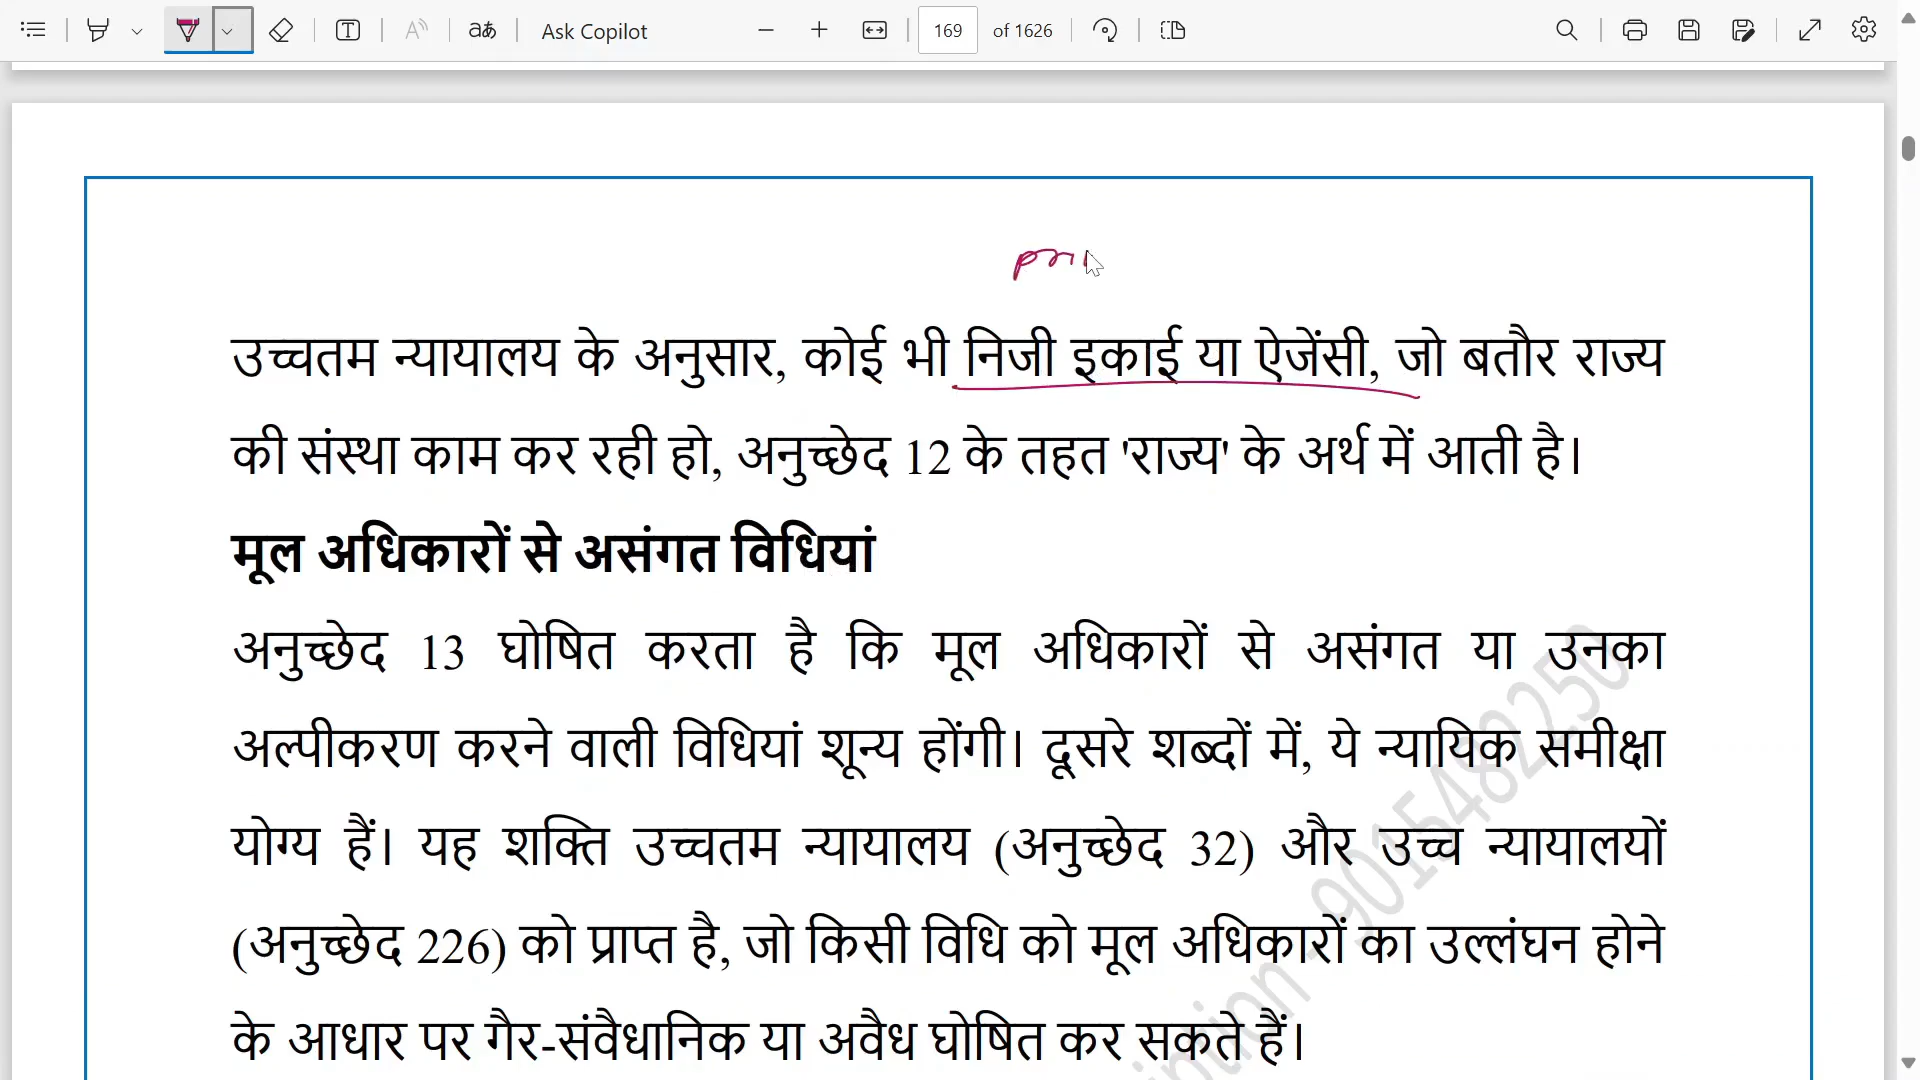 Ask Copilot
169 of 1626
उच्चतम न्यायालय के अनुसार, कोई भी निजी इकाई या ऐजेंसी, जो बतौर राज्य
की संस्था काम कर रही हो, अनुच्छेद 12 के तहत 'राज्य' के अर्थ में आती है।
मूल अधिकारों से असंगत विधियां
अनुच्छेद 13 घोषित करता है कि मूल अधिकारों से असंगत या उनका
अल्पीकरण करने वाली विधियां शून्य होंगी। दूसरे शब्दों में, ये न्यायिक समीक्षा
योग्य हैं। यह शक्ति उच्चतम न्यायालय (अनुच्छेद 32) और उच्च न्यायालयों
(अनुच्छेद 226) को प्राप्त है, जो किसी विधि को मूल अधिकारों का उल्लंघन होने
के आधार पर गैर-संवैधानिक या अवैध घोषित कर सकते हैं।
9015482250